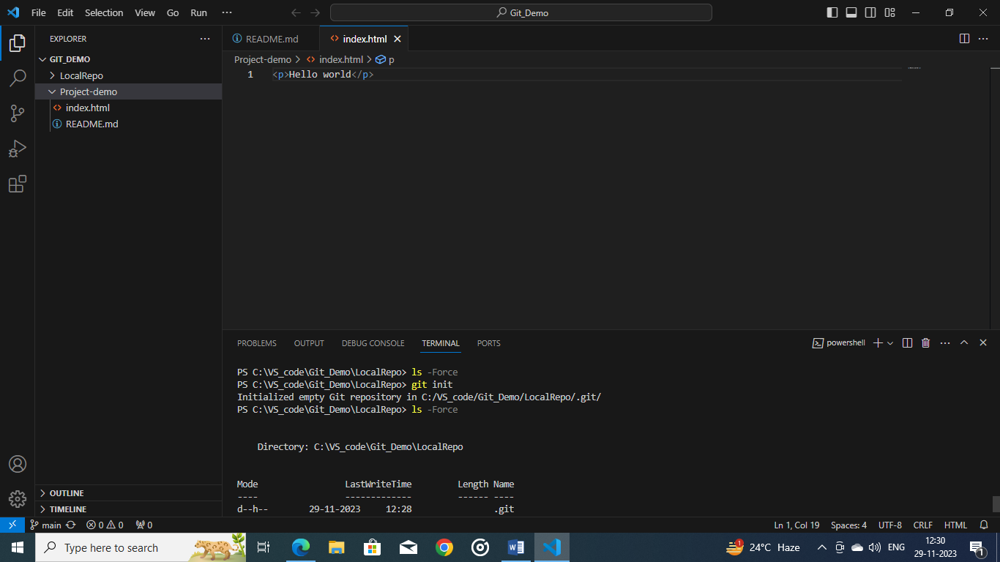 File Edit Selection View Go Run ···
Git_Demo
EXPLORER
GIT_DEMO
LocalRepo
Project-demo
index.html
README.md
OUTLINE
TIMELINE
README.md
index.html
Project-demo > index.html > p
1 <p>Hello world</p>
PROBLEMS OUTPUT DEBUG CONSOLE TERMINAL PORTS
powershell
PS C:\VS_code\Git_Demo\LocalRepo> ls -Force
PS C:\VS_code\Git_Demo\LocalRepo> git init
Initialized empty Git repository in C:/VS_code/Git_Demo/LocalRepo/.git/
PS C:\VS_code\Git_Demo\LocalRepo> ls -Force
Directory: C:\VS_code\Git_Demo\LocalRepo
Mode LastWriteTime Length Name
---- ------------- ------ ----
d--h-- 29-11-2023 12:28 .git
main 0 0 0
Ln 1, Col 19 Spaces: 4 UTF-8 CRLF HTML
Type here to search
1
24°C Haze
ENG
12:30
29-11-2023
1